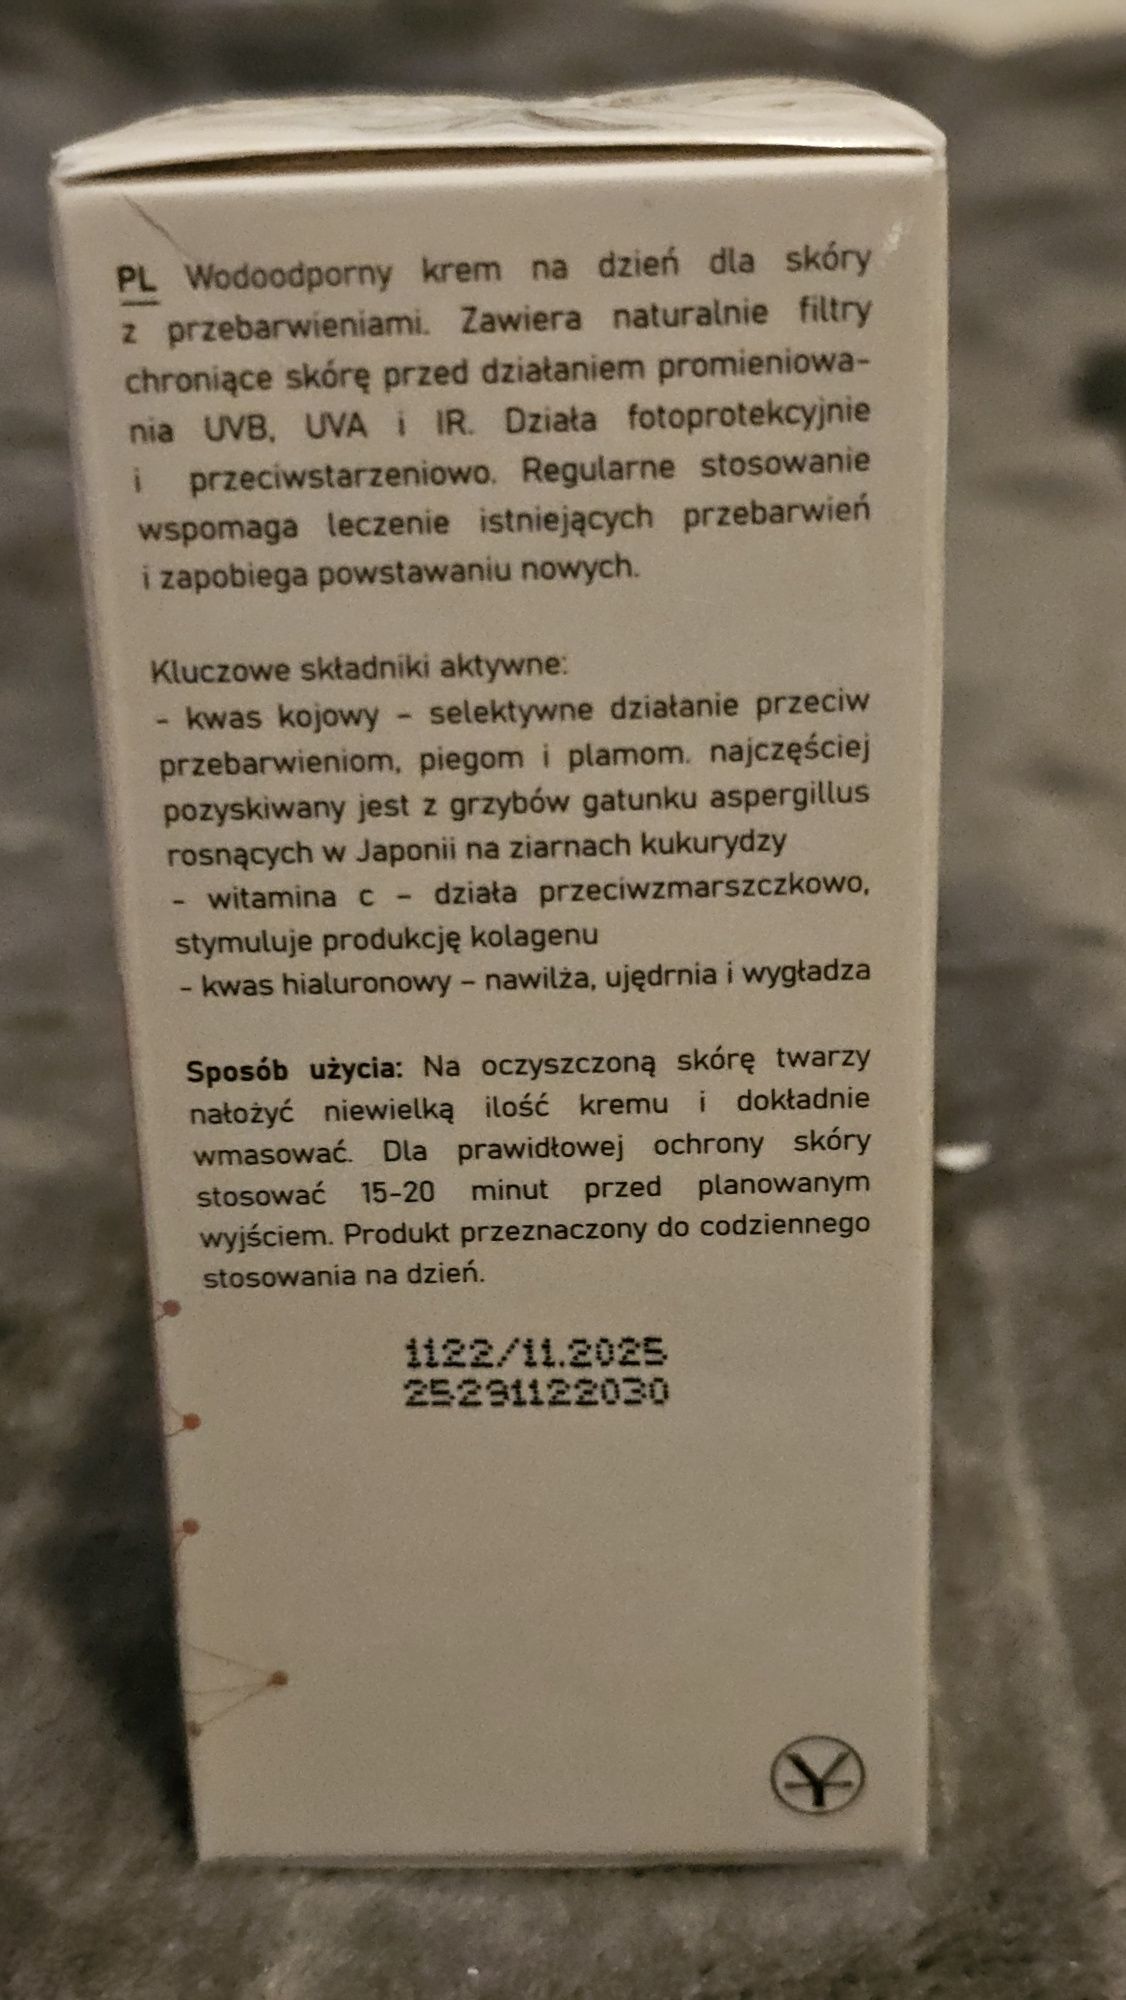 PL Wodoodporny krem na dzień dla skóry
z przebarwieniami. Zawiera naturalnie filtry
chroniące skórę przed działaniem promieniowa-
nia UVB, UVA i IR. Działa fotoprotekcyjnie
i przeciwstarzeniowo. Regularne stosowanie
wspomaga leczenie istniejących przebarwień
i zapobiega powstawaniu nowych.
Kluczowe składniki aktywne:
- kwas kojowy – selektywne działanie przeciw
przebarwieniom, piegom i plamom. najczęściej
pozyskiwany jest z grzybów gatunku aspergillus
rosnących w Japonii na ziarnach kukurydzy
- witamina c – działa przeciwzmarszczkowo,
stymuluje produkcję kolagenu
- kwas hialuronowy – nawilża, ujędrnia i wygładza
Sposób użycia: Na oczyszczoną skórę twarzy
nałożyć niewielką ilość kremu i dokładnie
wmasować. Dla prawidłowej ochrony skóry
stosować 15-20 minut przed planowanym
wyjściem. Produkt przeznaczony do codziennego
stosowania na dzień.
1122/11.2025
25291122030